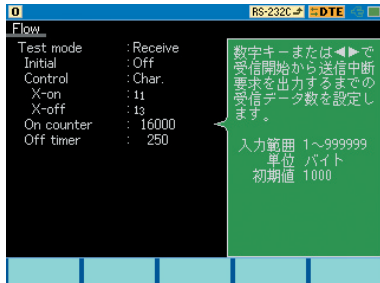 0 RS-232C DTE
Flow
Test mode : Receive
Initial : Off
Control : Char.
X-on : 11
X-off : 13
On counter : 16000
Off timer : 250
数字キーまたは◀▶で
受信開始から送信中断
要求を出力するまでの
受信データ数を設定し
ます。
入力範囲 1～999999
単位 バイト
初期値 1000